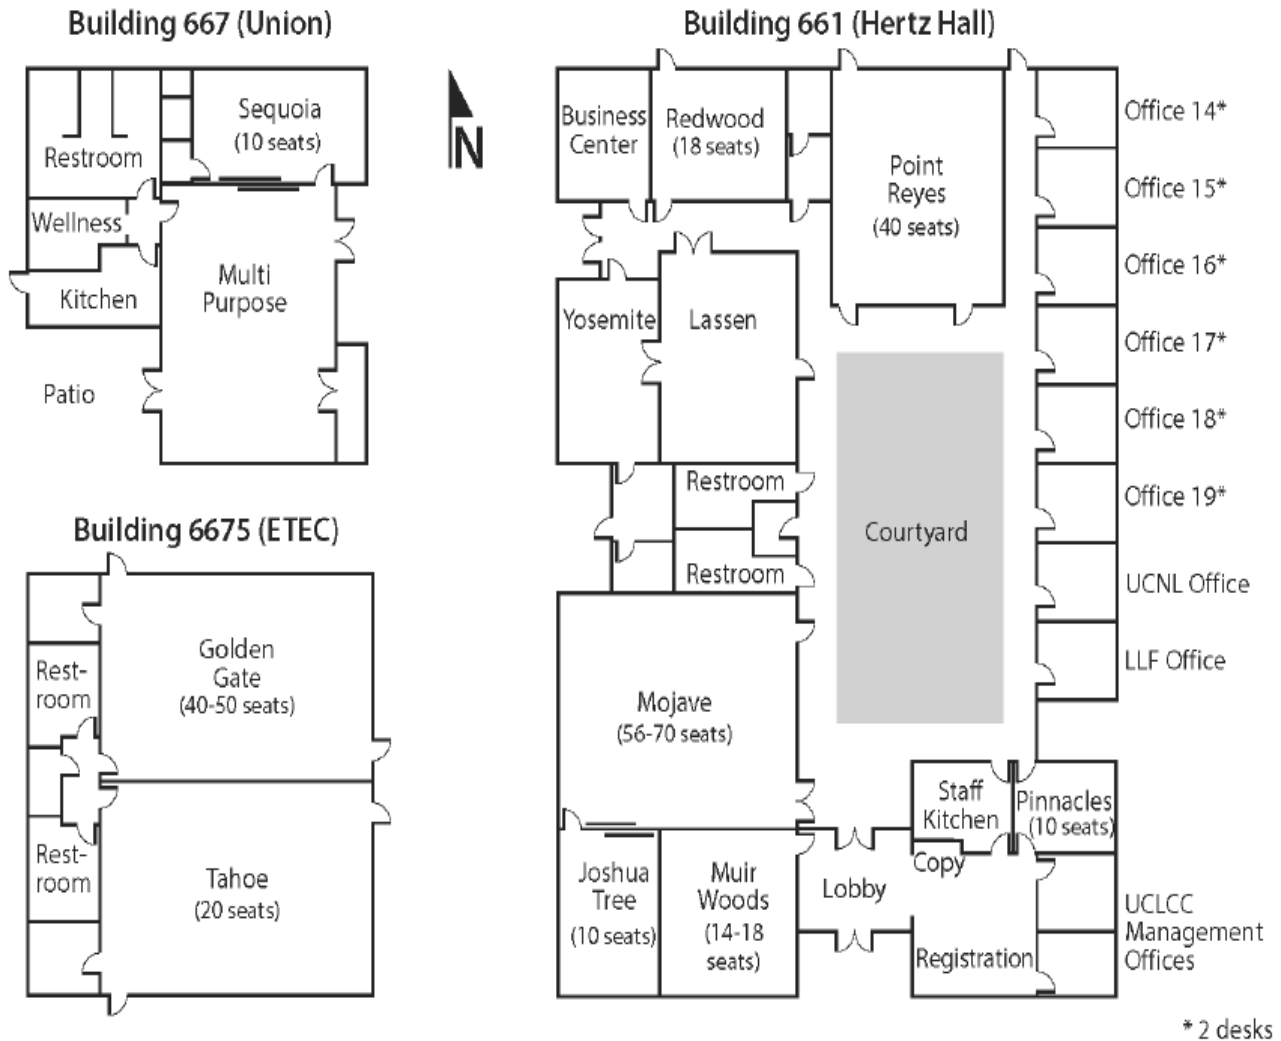 Building 667 (Union)
Sequoia
(10 seats)
Restroom
Wellness
Kitchen
Multi
Purpose
Patio
N
Building 6675 (ETEC)
Golden
Gate
(40-50 seats)
Rest-
room
Rest-
room
Tahoe
(20 seats)
Building 661 (Hertz Hall)
Business
Center
Redwood
(18 seats)
Point
Reyes
(40 seats)
Yosemite
Lassen
Restroom
Restroom
Courtyard
Mojave
(56-70 seats)
Joshua
Tree
(10 seats)
Muir
Woods
(14-18
seats)
Lobby
Staff
Kitchen
Copy
Pinnacles
(10 seats)
Registration
Office 14*
Office 15*
Office 16*
Office 17*
Office 18*
Office 19*
UCNL Office
LLF Office
UCLCC
Management
Offices
* 2 desks